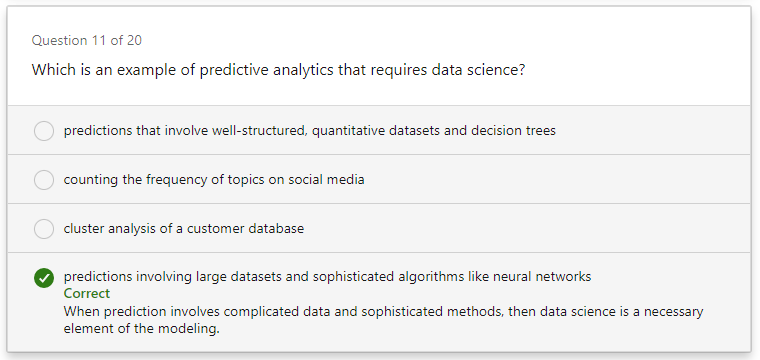 Question 11 of 20
Which is an example of predictive analytics that requires data science?
predictions that involve well-structured, quantitative datasets and decision trees
counting the frequency of topics on social media
cluster analysis of a customer database
predictions involving large datasets and sophisticated algorithms like neural networks
Correct
When prediction involves complicated data and sophisticated methods, then data science is a necessary
element of the modeling.